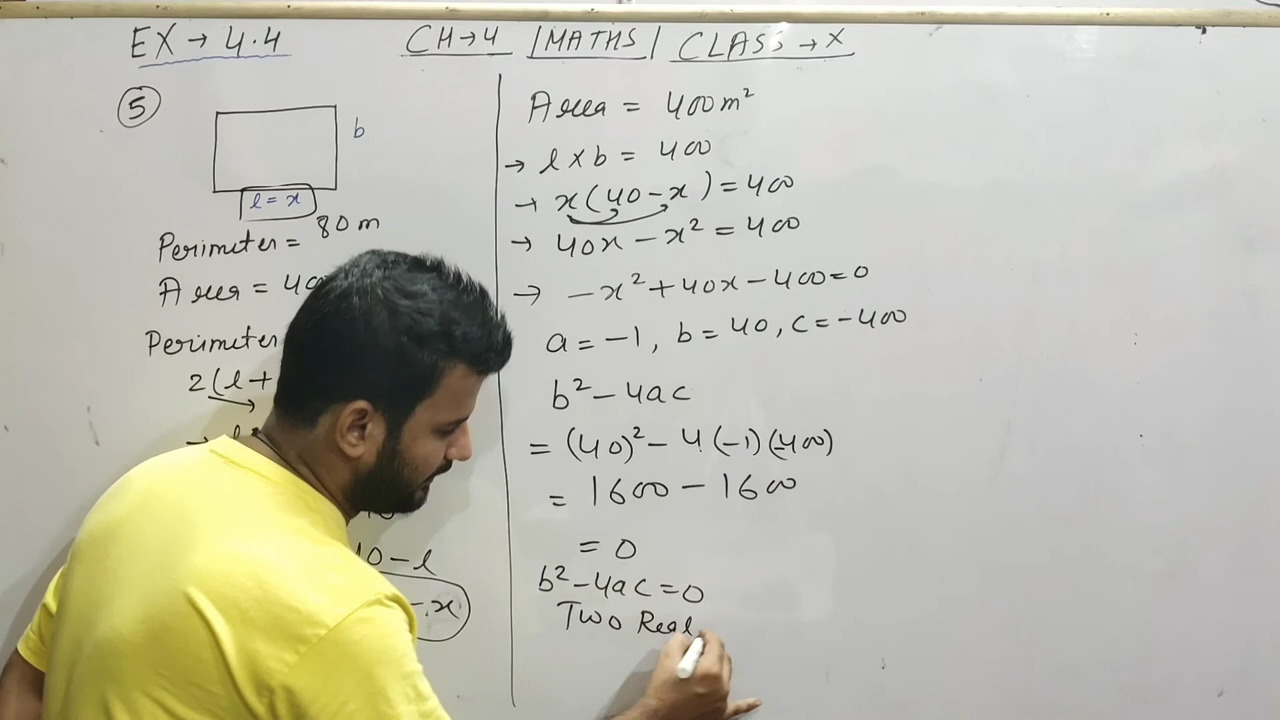 EX → 4.4 CH→4 | MATHS | CLASS → X
5
b
l = x
Perimeter = 80 m
Area = 400
Perimeter
2(l +
10 - l
- x
Area = 400 m²
→ l × b = 400
→ x(40 - x) = 400
→ 40x - x² = 400
→ -x² + 40x - 400 = 0
a = -1, b = 40, c = -400
b² - 4ac
= (40)² - 4(-1)(-400)
= 1600 - 1600
= 0
b² - 4ac = 0
Two Real